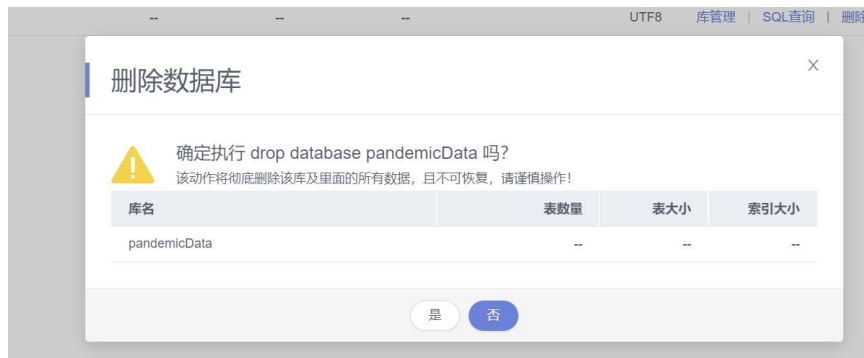 -- -- -- UTF8 库管理 | SQL查询 | 删除
删除数据库
确定执行 drop database pandemicData 吗?
该动作将彻底删除该库及里面的所有数据，且不可恢复，请谨慎操作！
库名 表数量 表大小 索引大小
pandemicData -- -- --
是 否